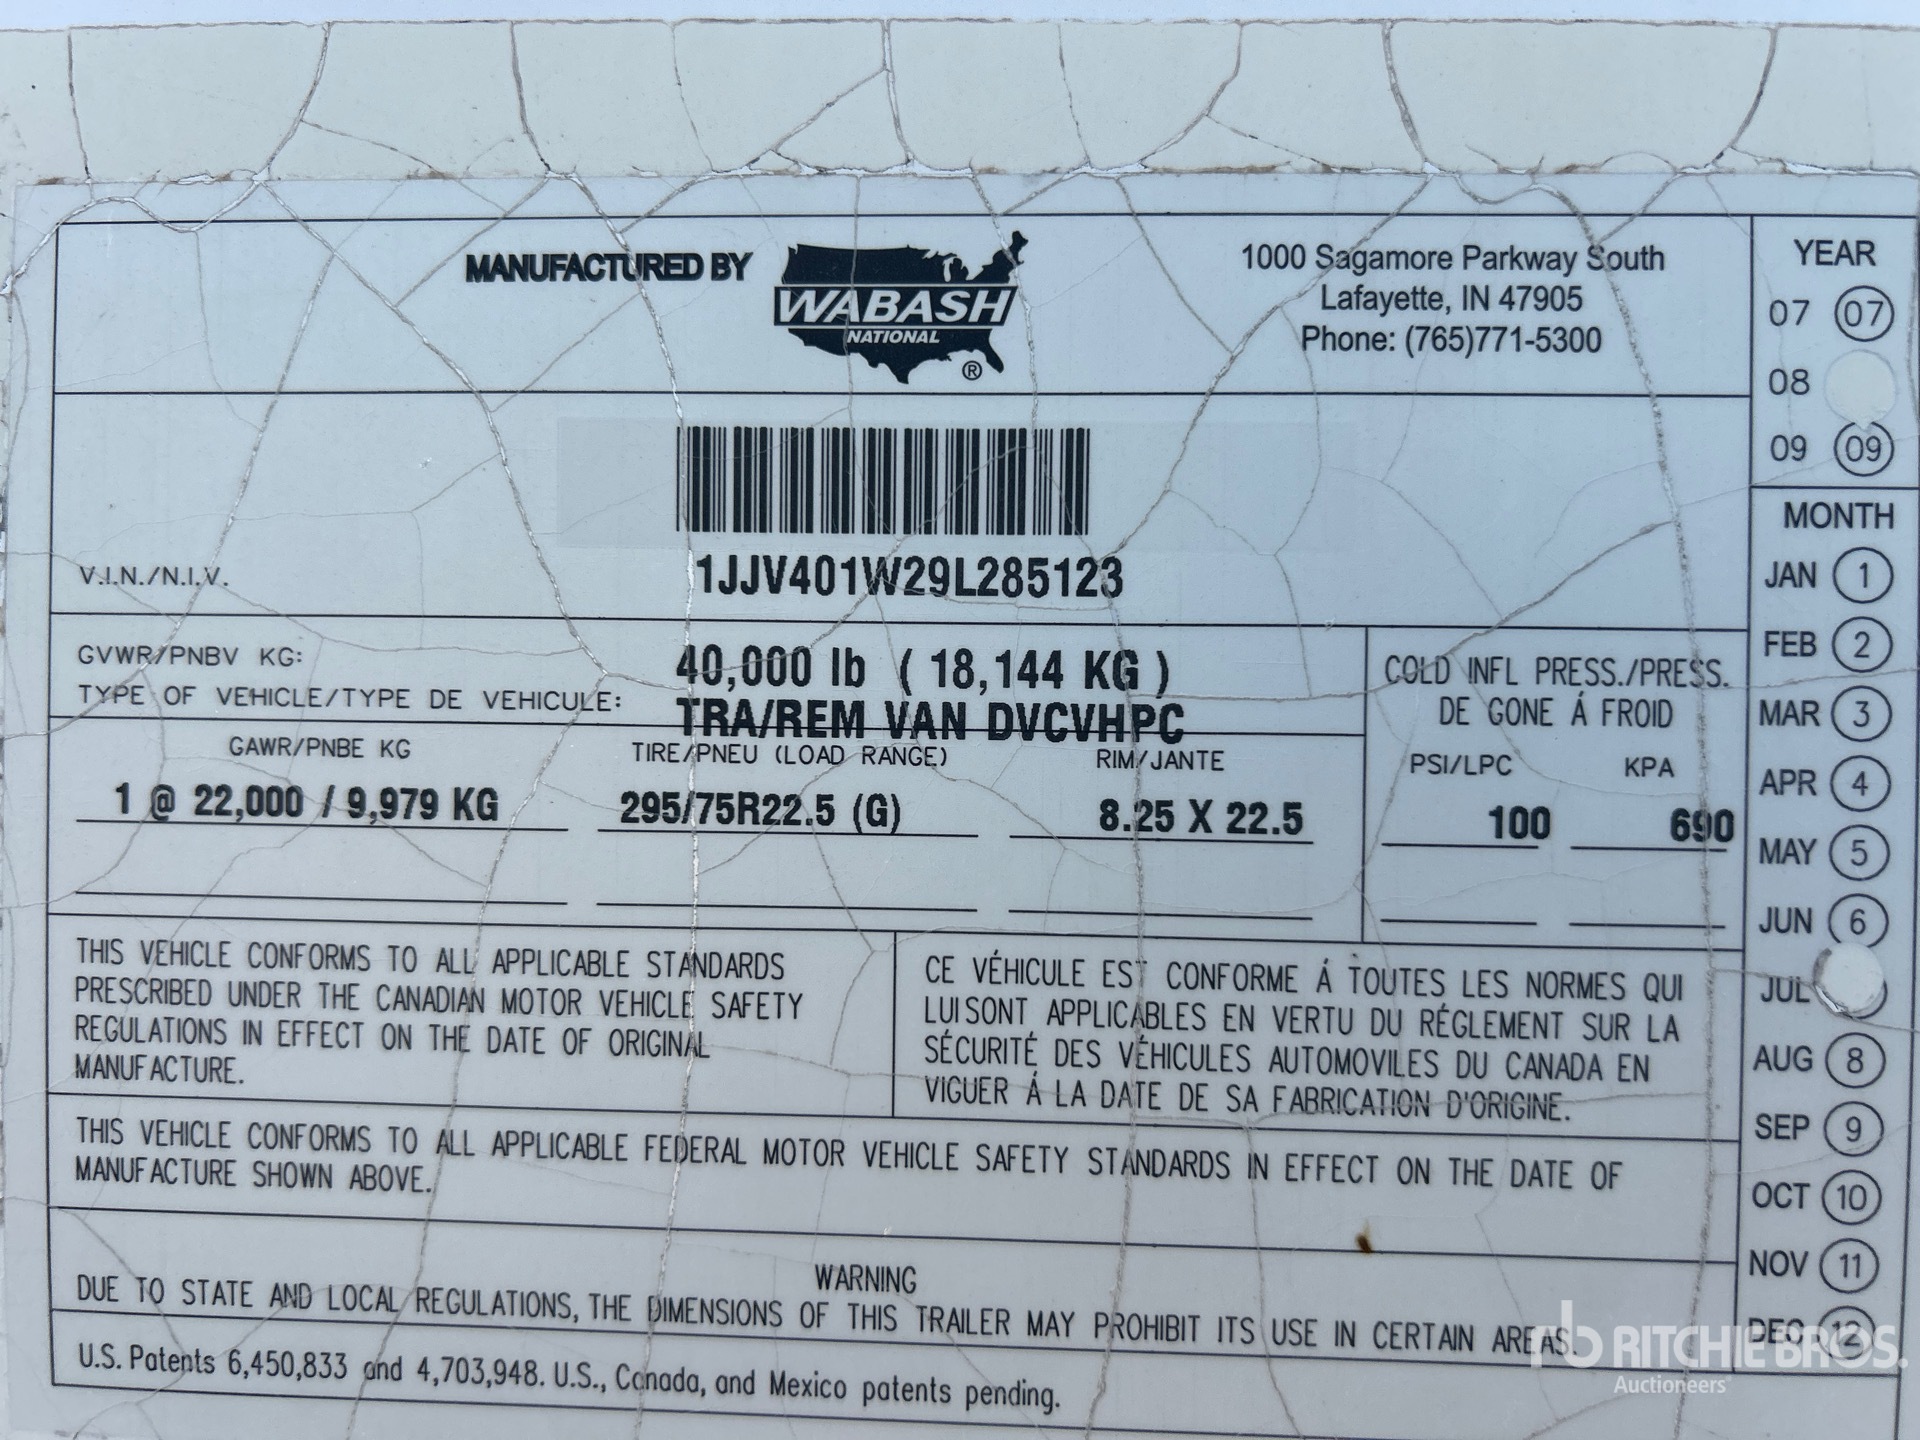 MANUFACTURED BY
WABASH
NATIONAL
®
1000 Sagamore Parkway South
Lafayette, IN 47905
Phone: (765)771-5300
V.I.N./N.I.V.
1JJV401W29L285123
GVWR/PNBV KG:
40,000 lb ( 18,144 KG )
TYPE OF VEHICLE/TYPE DE VEHICULE:
TRA/REM VAN DVCVHPC
COLD INFL PRESS./PRESS.
DE GONE Á FROID
GAWR/PNBE KG
TIRE/PNEU (LOAD RANGE)
RIM/JANTE
PSI/LPC
KPA
1 @ 22,000 / 9,979 KG
295/75R22.5 (G)
8.25 X 22.5
100
690
THIS VEHICLE CONFORMS TO ALL APPLICABLE STANDARDS
PRESCRIBED UNDER THE CANADIAN MOTOR VEHICLE SAFETY
REGULATIONS IN EFFECT ON THE DATE OF ORIGINAL
MANUFACTURE.
CE VÉHICULE EST CONFORME Á TOUTES LES NORMES QUI
LUISONT APPLICABLES EN VERTU DU RÉGLEMENT SUR LA
SÉCURITÉ DES VÉHICULES AUTOMOVILES DU CANADA EN
VIGUER Á LA DATE DE SA FABRICATION D'ORIGINE.
THIS VEHICLE CONFORMS TO ALL APPLICABLE FEDERAL MOTOR VEHICLE SAFETY STANDARDS IN EFFECT ON THE DATE OF
MANUFACTURE SHOWN ABOVE.
WARNING
DUE TO STATE AND LOCAL REGULATIONS, THE DIMENSIONS OF THIS TRAILER MAY PROHIBIT ITS USE IN CERTAIN AREAS.
U.S. Patents 6,450,833 and 4,703,948. U.S., Canada, and Mexico patents pending.
YEAR
07 07
08
09 09
MONTH
JAN 1
FEB 2
MAR 3
APR 4
MAY 5
JUN 6
JUL
AUG 8
SEP 9
OCT 10
NOV 11
DEC 12
rb RITCHIE BROS.
Auctioneers